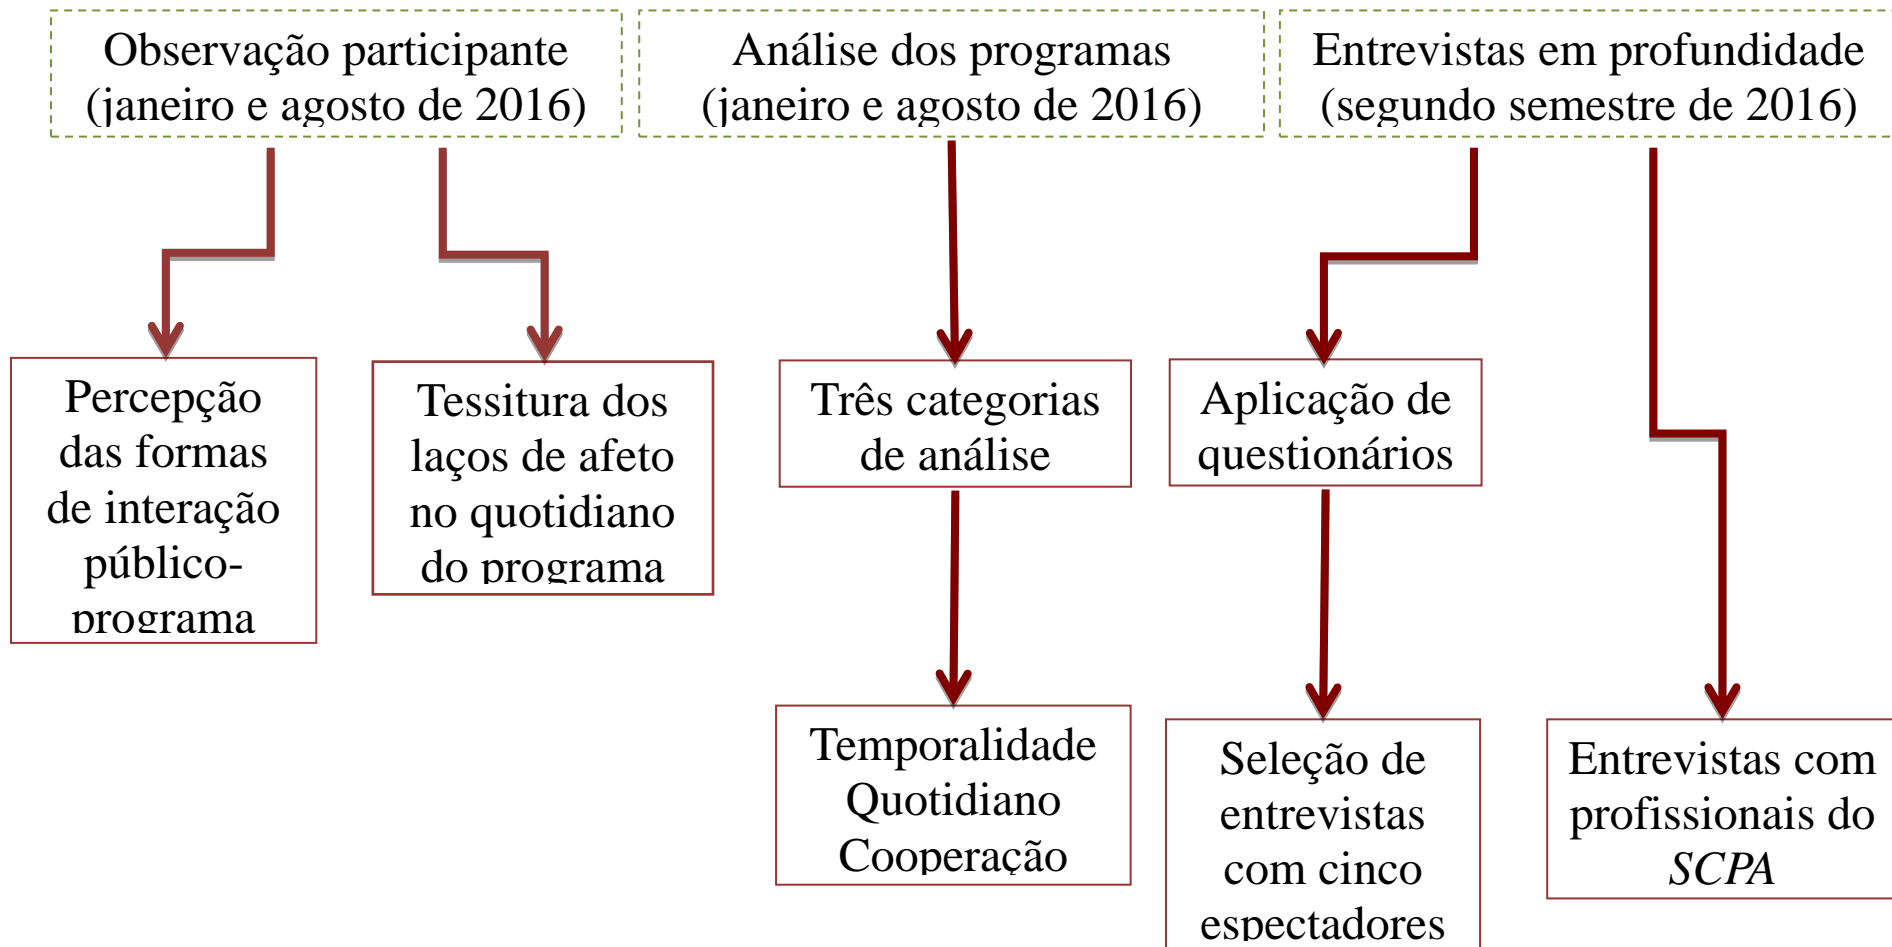 Observação participante
(janeiro e agosto de 2016)
Análise dos programas
(janeiro e agosto de 2016)
Entrevistas em profundidade
(segundo semestre de 2016)
Percepção
das formas
de interação
público-
programa
Tessitura dos
laços de afeto
no quotidiano
do programa
Três categorias
de análise
Aplicação de
questionários
Temporalidade
Quotidiano
Cooperação
Seleção de
entrevistas
com cinco
espectadores
Entrevistas com
profissionais do
SCPA